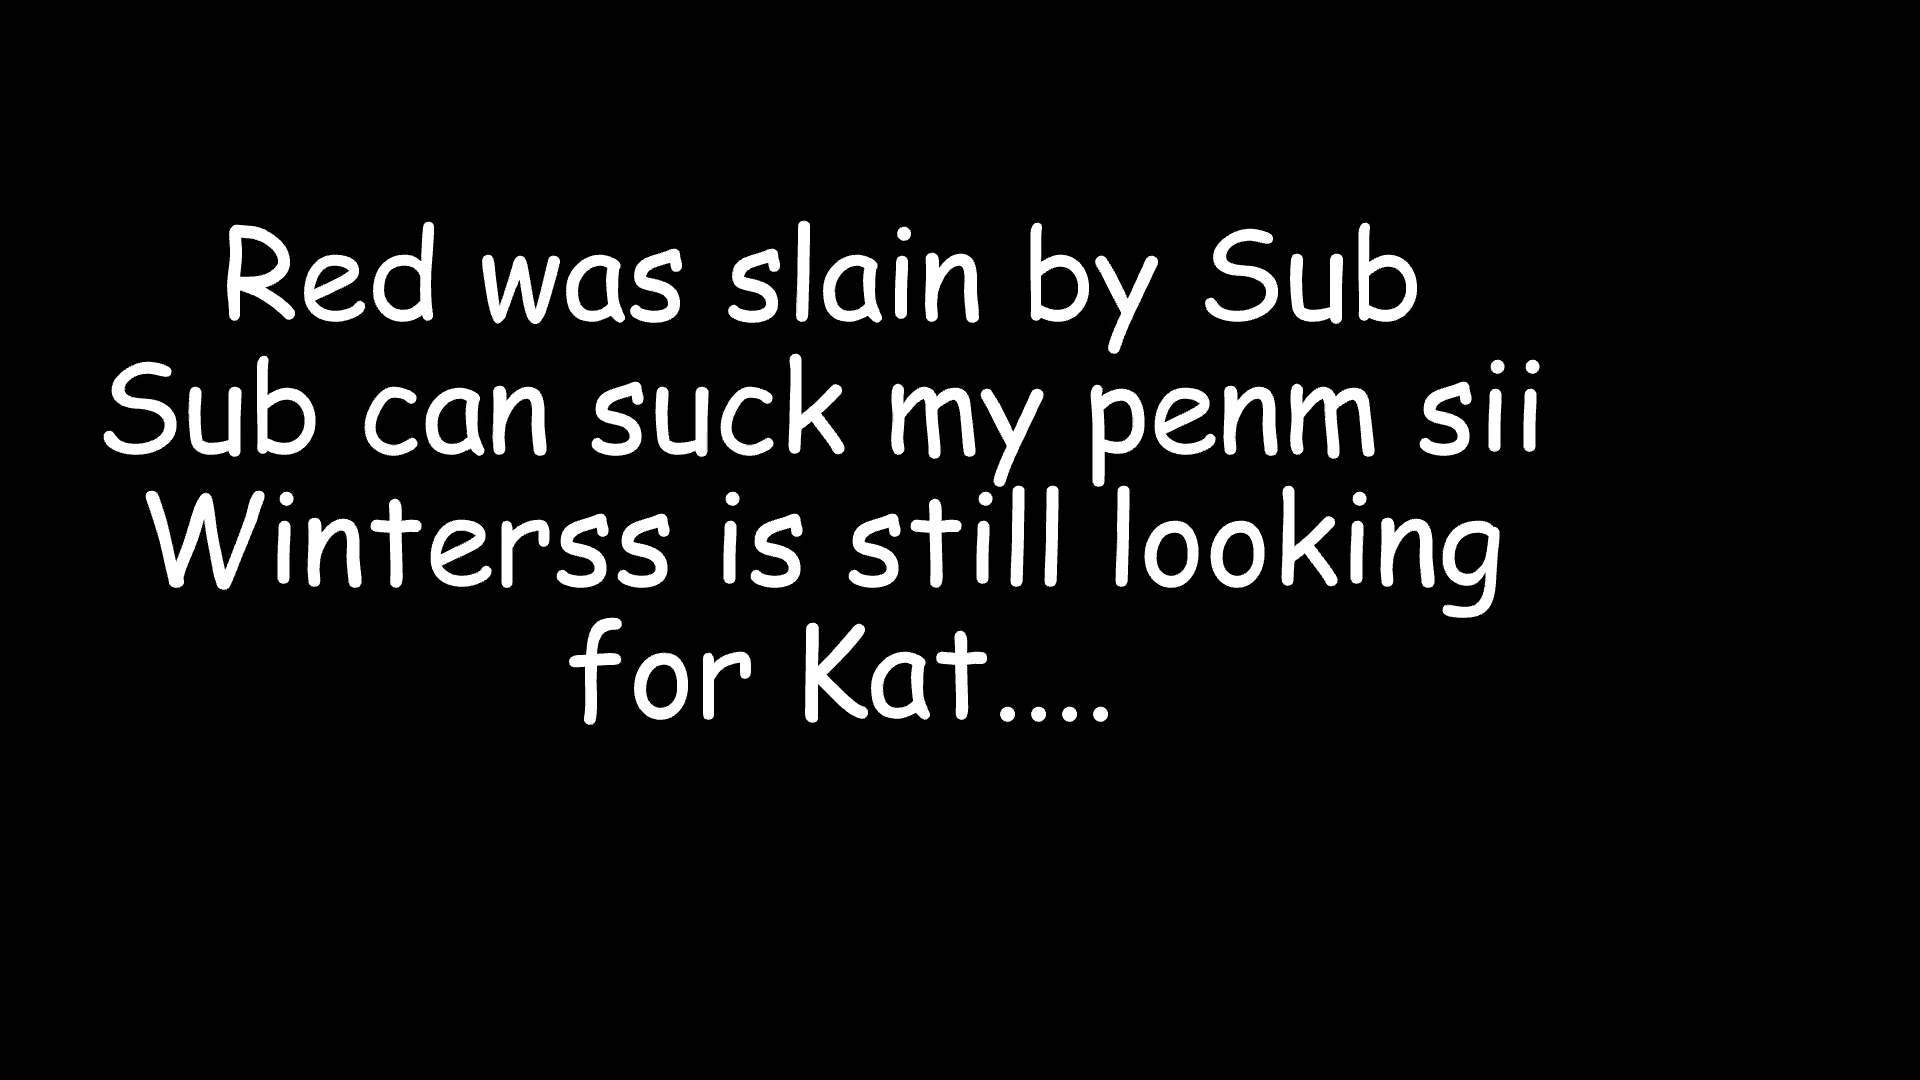 Red was slain by Sub
Sub can suck my penm sii
Winterss is still looking
for Kat....